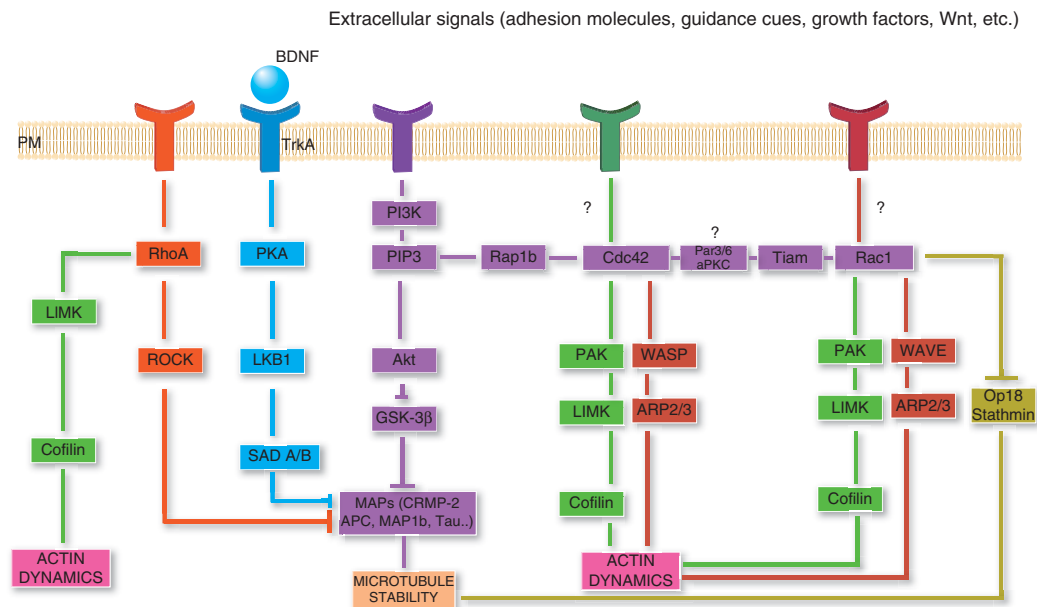 Extracellular signals (adhesion molecules, guidance cues, growth factors, Wnt, etc.)
BDNF
PM
TrkA
PI3K
?
?
?
RhoA
PKA
PIP3
Rap1b
Cdc42
Par3/6
aPKC
Tiam
Rac1
LIMK
ROCK
LKB1
Akt
PAK
WASP
PAK
WAVE
GSK-3β
LIMK
ARP2/3
LIMK
ARP2/3
Op18
Stathmin
Cofilin
SAD A/B
MAPs (CRMP-2
APC, MAP1b, Tau..)
Cofilin
Cofilin
ACTIN
DYNAMICS
MICROTUBULE
STABILITY
ACTIN
DYNAMICS